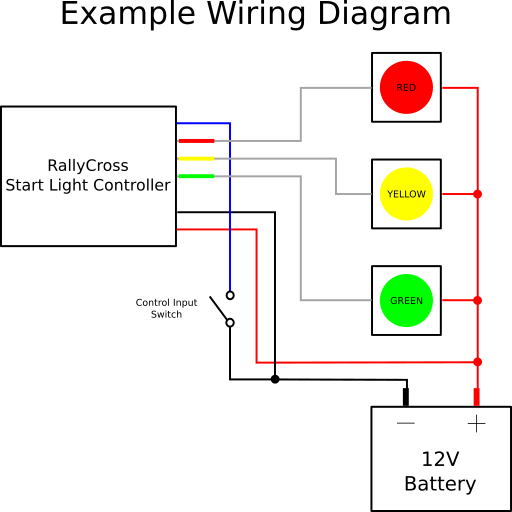 Example Wiring Diagram
RED
RallyCross
Start Light Controller
YELLOW
GREEN
Control Input
Switch
— +
12V
Battery